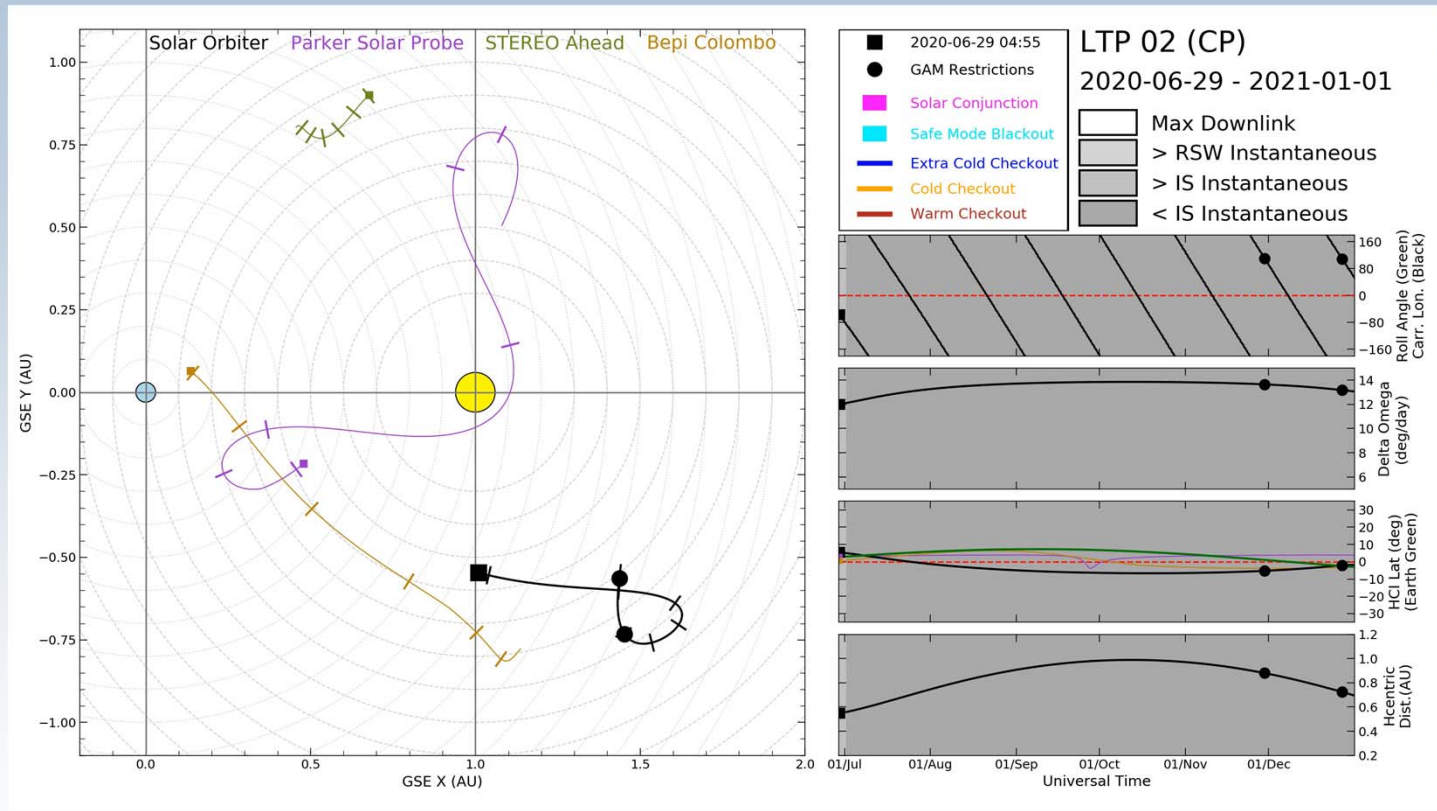 Solar Orbiter Parker Solar Probe STEREO Ahead Bepi Colombo
1.00
0.75
0.50
0.25
0.00
−0.25
−0.50
−0.75
−1.00
GSE Y (AU)
0.0 0.5 1.0 1.5 2.0
GSE X (AU)
2020-06-29 04:55
GAM Restrictions
Solar Conjunction
Safe Mode Blackout
Extra Cold Checkout
Cold Checkout
Warm Checkout
LTP 02 (CP)
2020-06-29 - 2021-01-01
Max Downlink
> RSW Instantaneous
> IS Instantaneous
< IS Instantaneous
160
80
0
−80
−160
Roll Angle (Green)
Carr. Lon. (Black)
14
12
10
8
6
Delta Omega
(deg/day)
30
20
10
0
−10
−20
−30
HCI Lat (deg)
(Earth Green)
1.2
1.0
0.8
0.6
0.4
0.2
Hcentric
Dist.(AU)
01/Jul 01/Aug 01/Sep 01/Oct 01/Nov 01/Dec
Universal Time